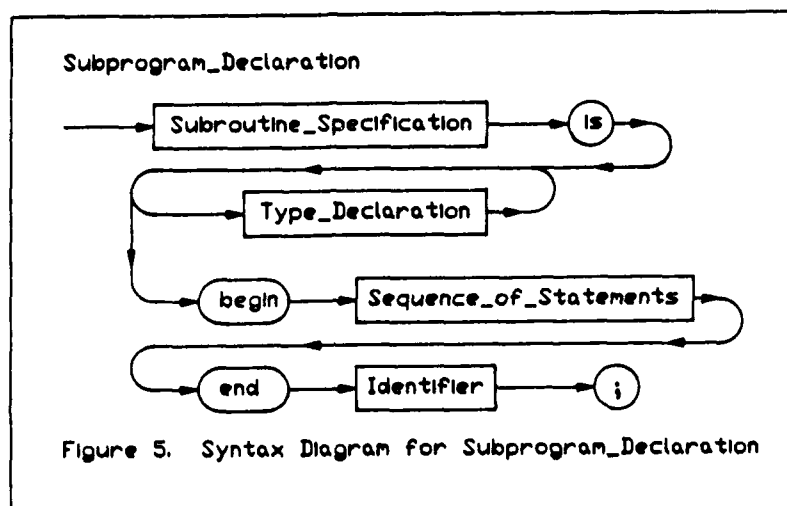 Subprogram_Declaration
Subroutine_Specification is
Type_Declaration
begin Sequence_of_Statements
end Identifier ;
Figure 5. Syntax Diagram for Subprogram_Declaration